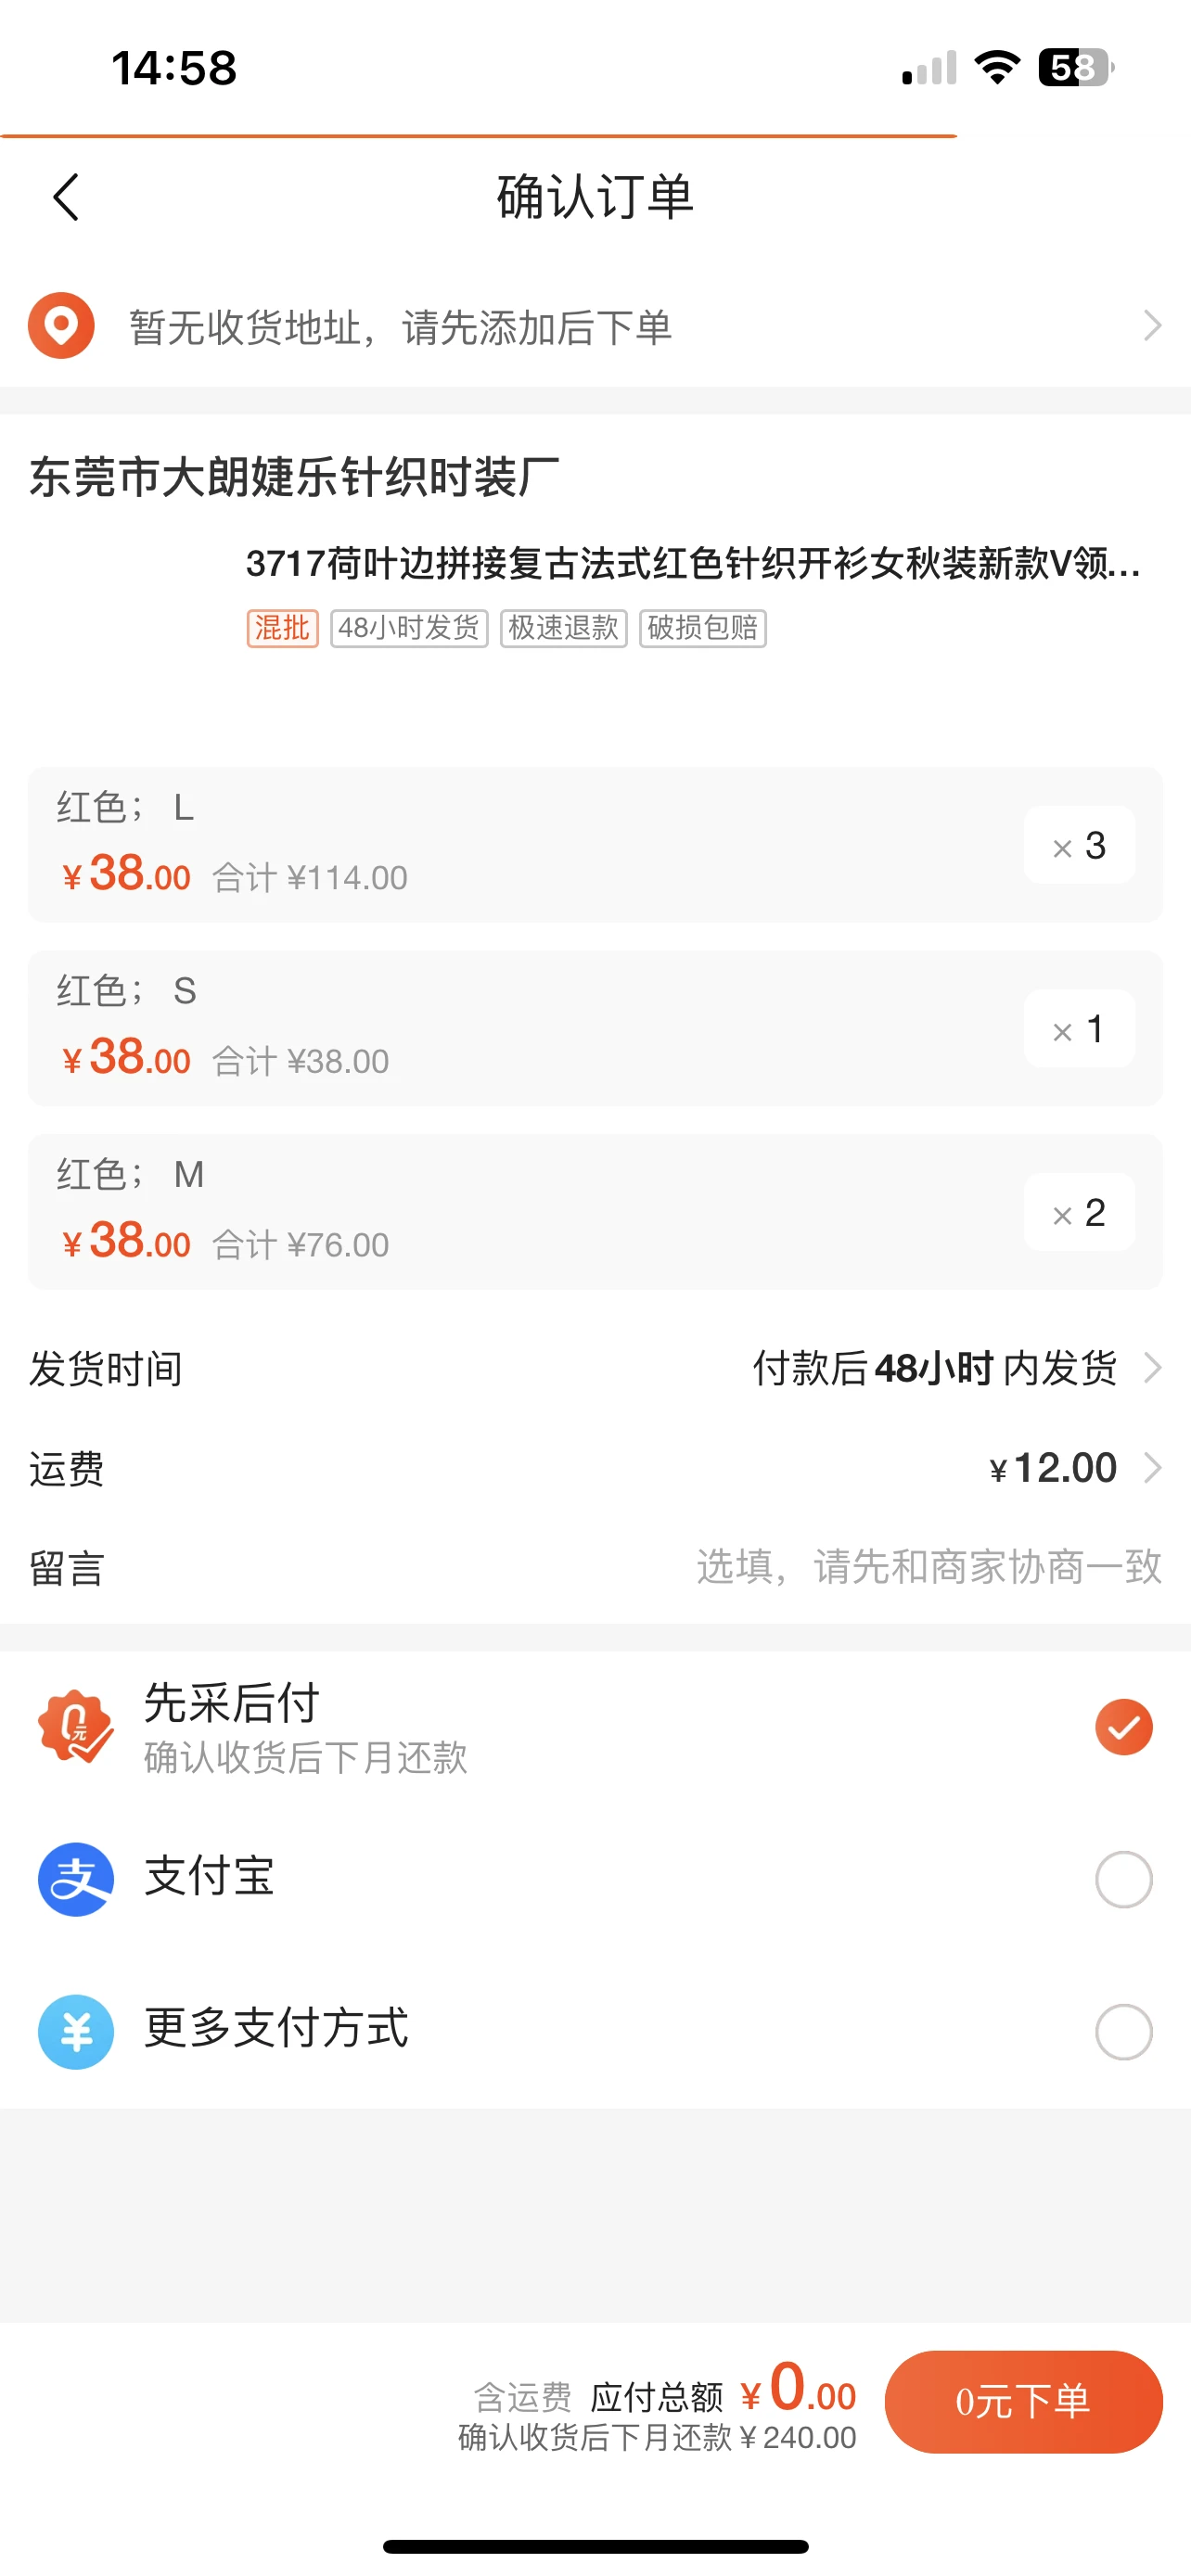 14:58
58
确认订单
暂无收货地址，请先添加后下单
东莞市大朗婕乐针织时装厂
3717荷叶边拼接复古法式红色针织开衫女秋装新款V领...
混批 48小时发货 极速退款 破损包赔
红色； L
¥38.00 合计 ¥114.00
× 3
红色； S
¥38.00 合计 ¥38.00
× 1
红色； M
¥38.00 合计 ¥76.00
× 2
发货时间 付款后48小时内发货
运费 ¥12.00
留言 选填，请先和商家协商一致
0元
先采后付
确认收货后下月还款
支 支付宝
¥ 更多支付方式
含运费 应付总额 ¥0.00
确认收货后下月还款¥240.00
0元下单